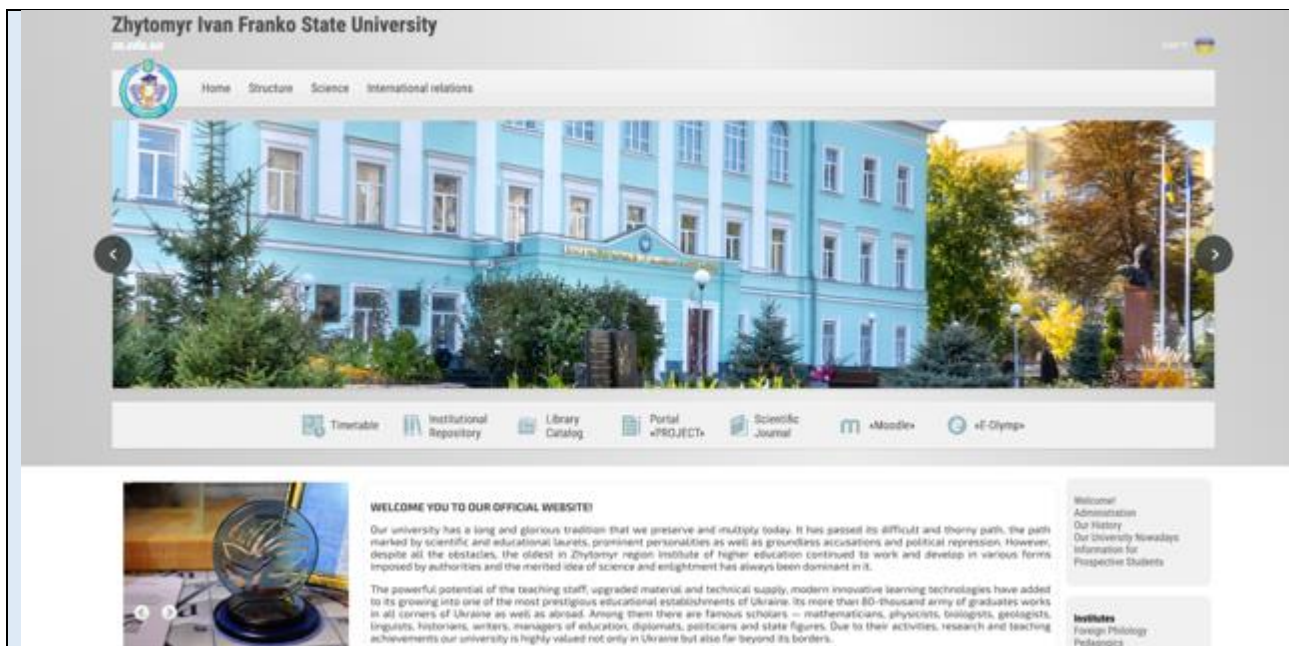 Zhytomyr Ivan Franko State University
Home Structure Science International relations
Timetable
Institutional
Repository
Library
Catalog
Portal
«PROJECT»
Scientific
Journal
«Moodle»
«E-Olymp»
WELCOME YOU TO OUR OFFICIAL WEBSITE!
Our university has a long and glorious tradition that we preserve and multiply today. It has passed its difficult and thorny path, the path
marked by scientific and educational laurels, prominent personalities as well as groundless accusations and political repression. However,
despite all the obstacles, the oldest in Zhytomyr region institute of higher education continued to work and develop in various forms
imposed by authorities and the merited idea of science and enlightment has always been dominant in it.
The powerful potential of the teaching staff, upgraded material and technical supply, modern innovative learning technologies have added
to its growing into one of the most prestigious educational establishments of Ukraine. Its more than 80-thousand army of graduates works
in all corners of Ukraine as well as abroad. Among them there are famous scholars — mathematicians, physicists, biologists, geologists,
linguists, historians, writers, managers of education, diplomats, politicians and state figures. Due to their activities, research and teaching
achievements our university is highly valued not only in Ukraine but also far beyond its borders.
Welcome!
Administration
Our History
Our University Nowadays
Information for
Prospective Students
Institutes
Foreign Philology
Pedagogics